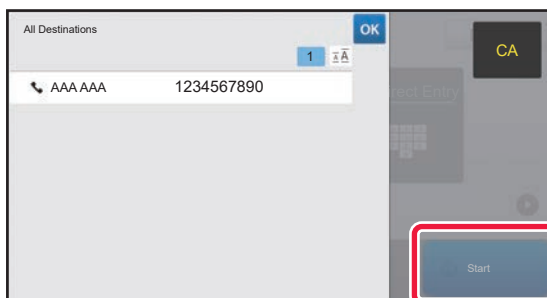 All Destinations
OK
CA
1
AAA AAA 1234567890
Direct Entry
Start